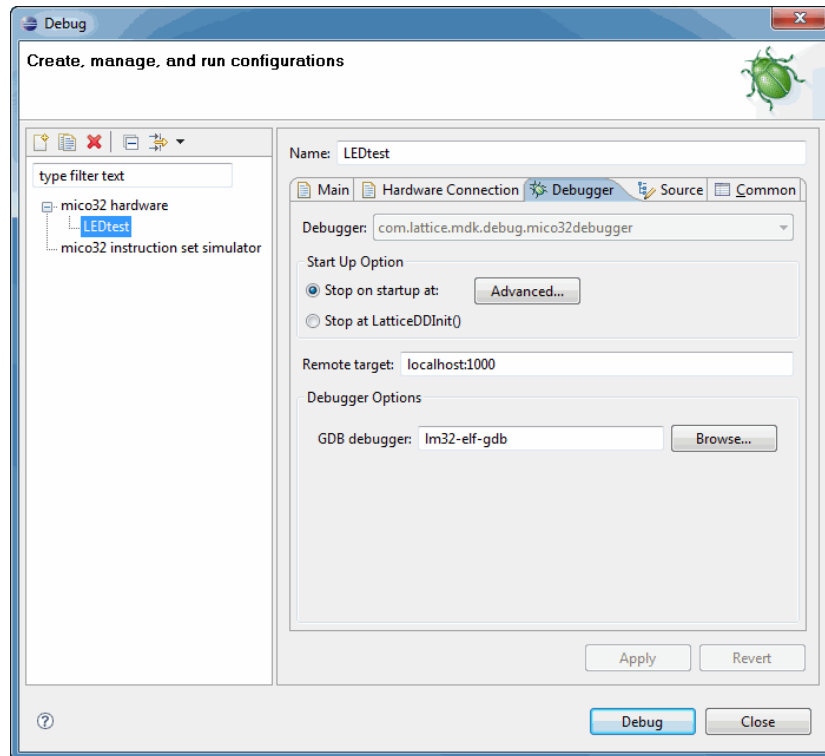 Debug
Create, manage, and run configurations
type filter text
mico32 hardware
LEDtest
mico32 instruction set simulator
Name: LEDtest
Main Hardware Connection Debugger Source Common
Debugger: com.lattice.mdk.debug.mico32debugger
Start Up Option
Stop on startup at: Advanced...
Stop at LatticeDDInit()
Remote target: localhost:1000
Debugger Options
GDB debugger: lm32-elf-gdb Browse...
Apply Revert
? Debug Close